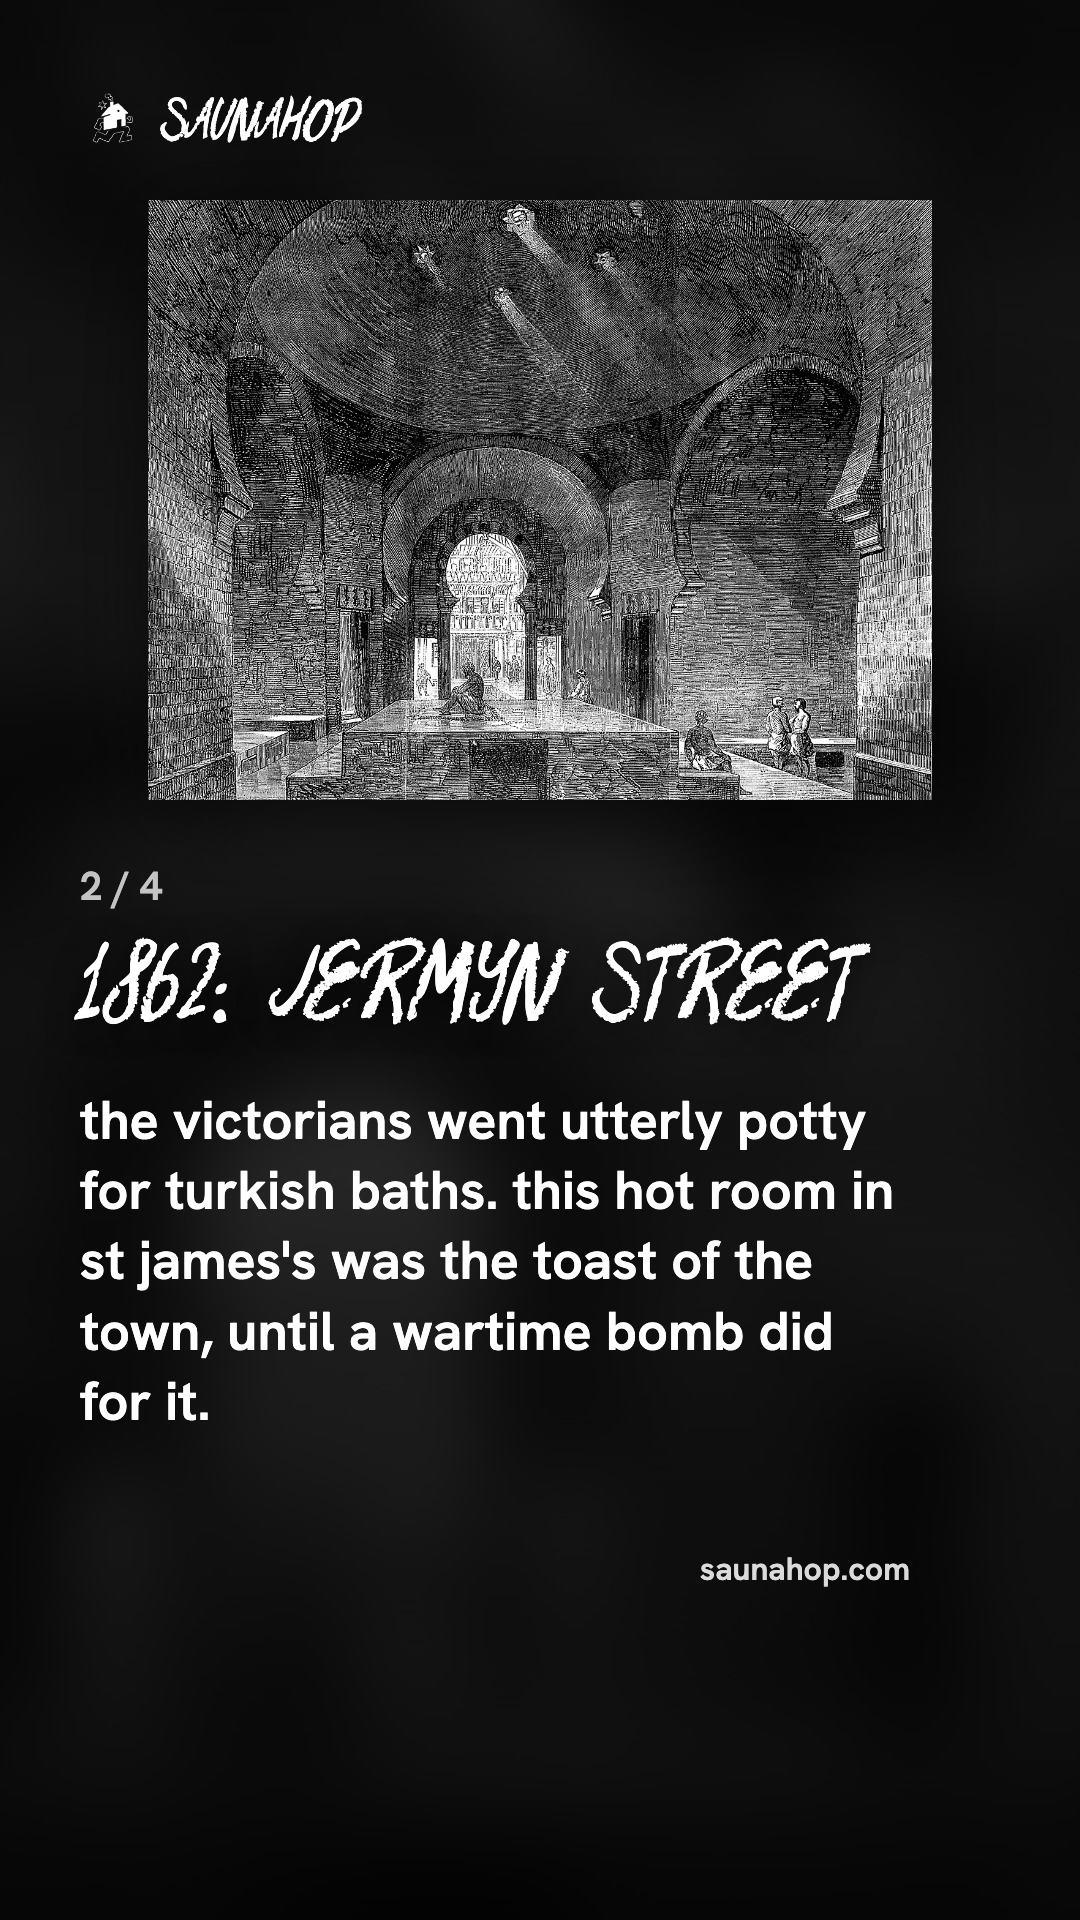 SAUNAHOP
2 / 4
1862: JERMYN STREET
the victorians went utterly potty
for turkish baths. this hot room in
st james's was the toast of the
town, until a wartime bomb did
for it.
saunahop.com